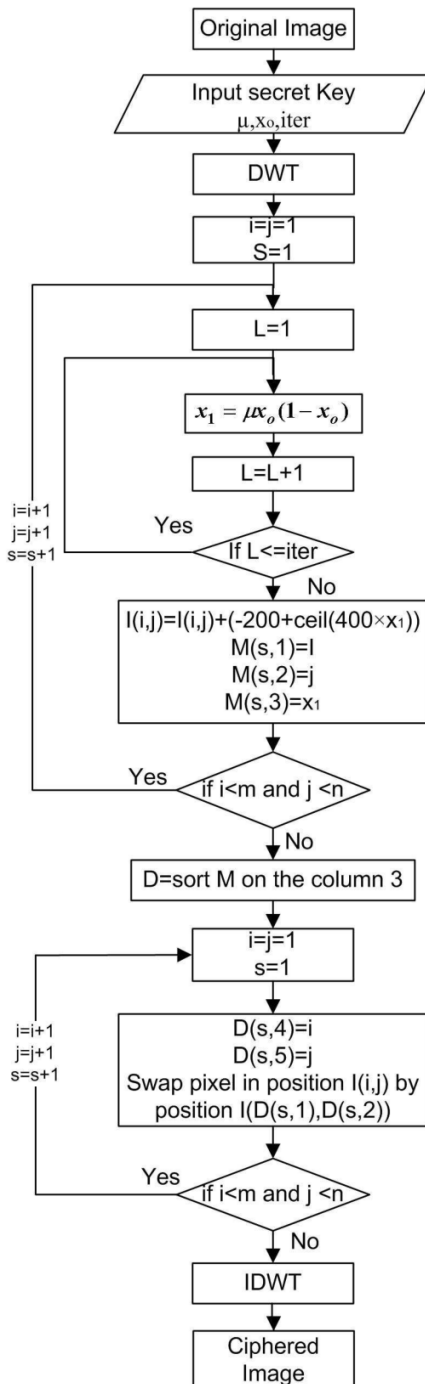 Original Image
Input secret Key
μ,x₀,iter
DWT
i=j=1
S=1
L=1
x₁ = μx₀(1− x₀)
L=L+1
Yes
If L<=iter
No
i=i+1
j=j+1
s=s+1
I(i,j)=I(i,j)+(-200+ceil(400×x₁))
M(s,1)=I
M(s,2)=j
M(s,3)=x₁
Yes
if i<m and j <n
No
D=sort M on the column 3
i=j=1
s=1
i=i+1
j=j+1
s=s+1
D(s,4)=i
D(s,5)=j
Swap pixel in position I(i,j) by
position I(D(s,1),D(s,2))
Yes
if i<m and j <n
No
IDWT
Ciphered
Image